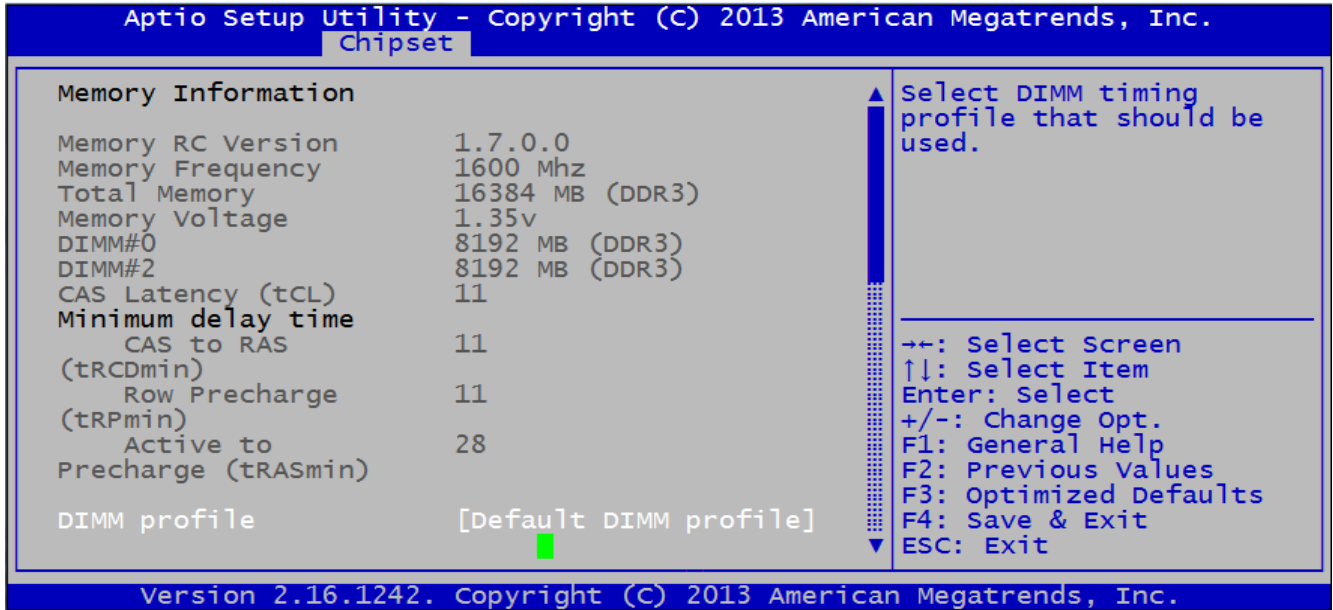 Aptio Setup Utility - Copyright (C) 2013 American Megatrends, Inc.
Chipset
Memory Information
Memory RC Version 1.7.0.0
Memory Frequency 1600 Mhz
Total Memory 16384 MB (DDR3)
Memory Voltage 1.35v
DIMM#0 8192 MB (DDR3)
DIMM#2 8192 MB (DDR3)
CAS Latency (tCL) 11
Minimum delay time
CAS to RAS 11
(tRCDmin)
Row Precharge 11
(tRPmin)
Active to 28
Precharge (tRASmin)
DIMM profile [Default DIMM profile]
Select DIMM timing
profile that should be
used.
→←: Select Screen
↑↓: Select Item
Enter: Select
+/-: Change Opt.
F1: General Help
F2: Previous Values
F3: Optimized Defaults
F4: Save & Exit
ESC: Exit
Version 2.16.1242. Copyright (C) 2013 American Megatrends, Inc.